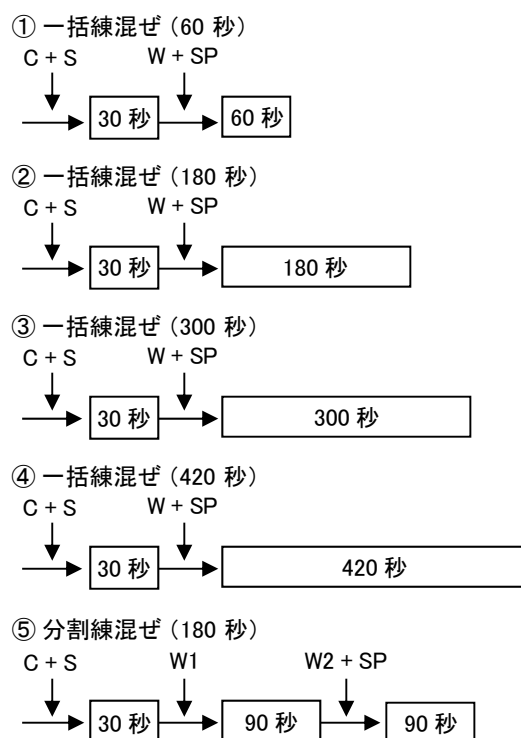 ① 一括練混ぜ（60 秒）
C + S W + SP
30 秒 60 秒
② 一括練混ぜ（180 秒）
C + S W + SP
30 秒 180 秒
③ 一括練混ぜ（300 秒）
C + S W + SP
30 秒 300 秒
④ 一括練混ぜ（420 秒）
C + S W + SP
30 秒 420 秒
⑤ 分割練混ぜ（180 秒）
C + S W1 W2 + SP
30 秒 90 秒 90 秒